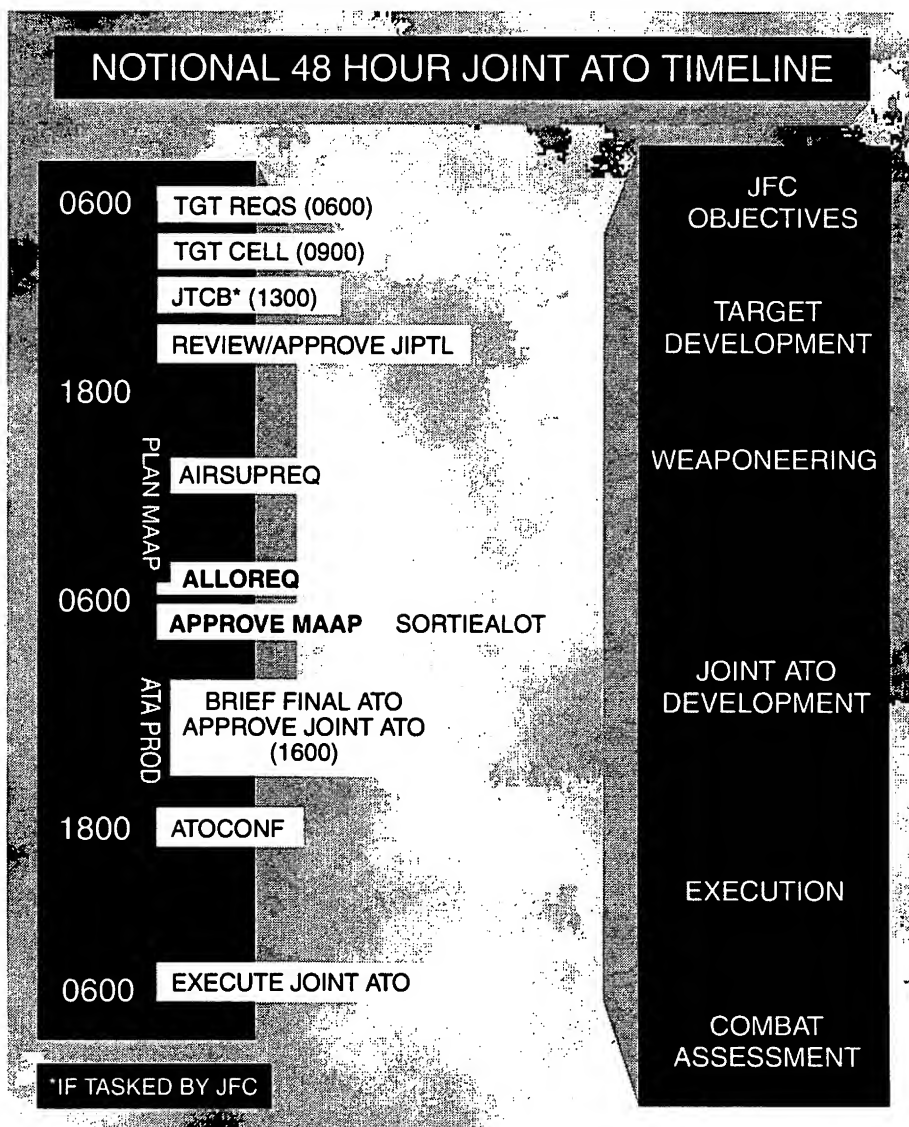 NOTIONAL 48 HOUR JOINT ATO TIMELINE
0600
TGT REQS (0600)
TGT CELL (0900)
JTCB* (1300)
REVIEW/APPROVE JIPTL
1800
PLAN MAAP
AIRSUPREQ
ALLOREQ
0600
APPROVE MAAP SORTIEALOT
ATA PROD
BRIEF FINAL ATO
APPROVE JOINT ATO
(1600)
1800
ATOCONF
0600
EXECUTE JOINT ATO
*IF TASKED BY JFC
JFC
OBJECTIVES
TARGET
DEVELOPMENT
WEAPONEERING
JOINT ATO
DEVELOPMENT
EXECUTION
COMBAT
ASSESSMENT